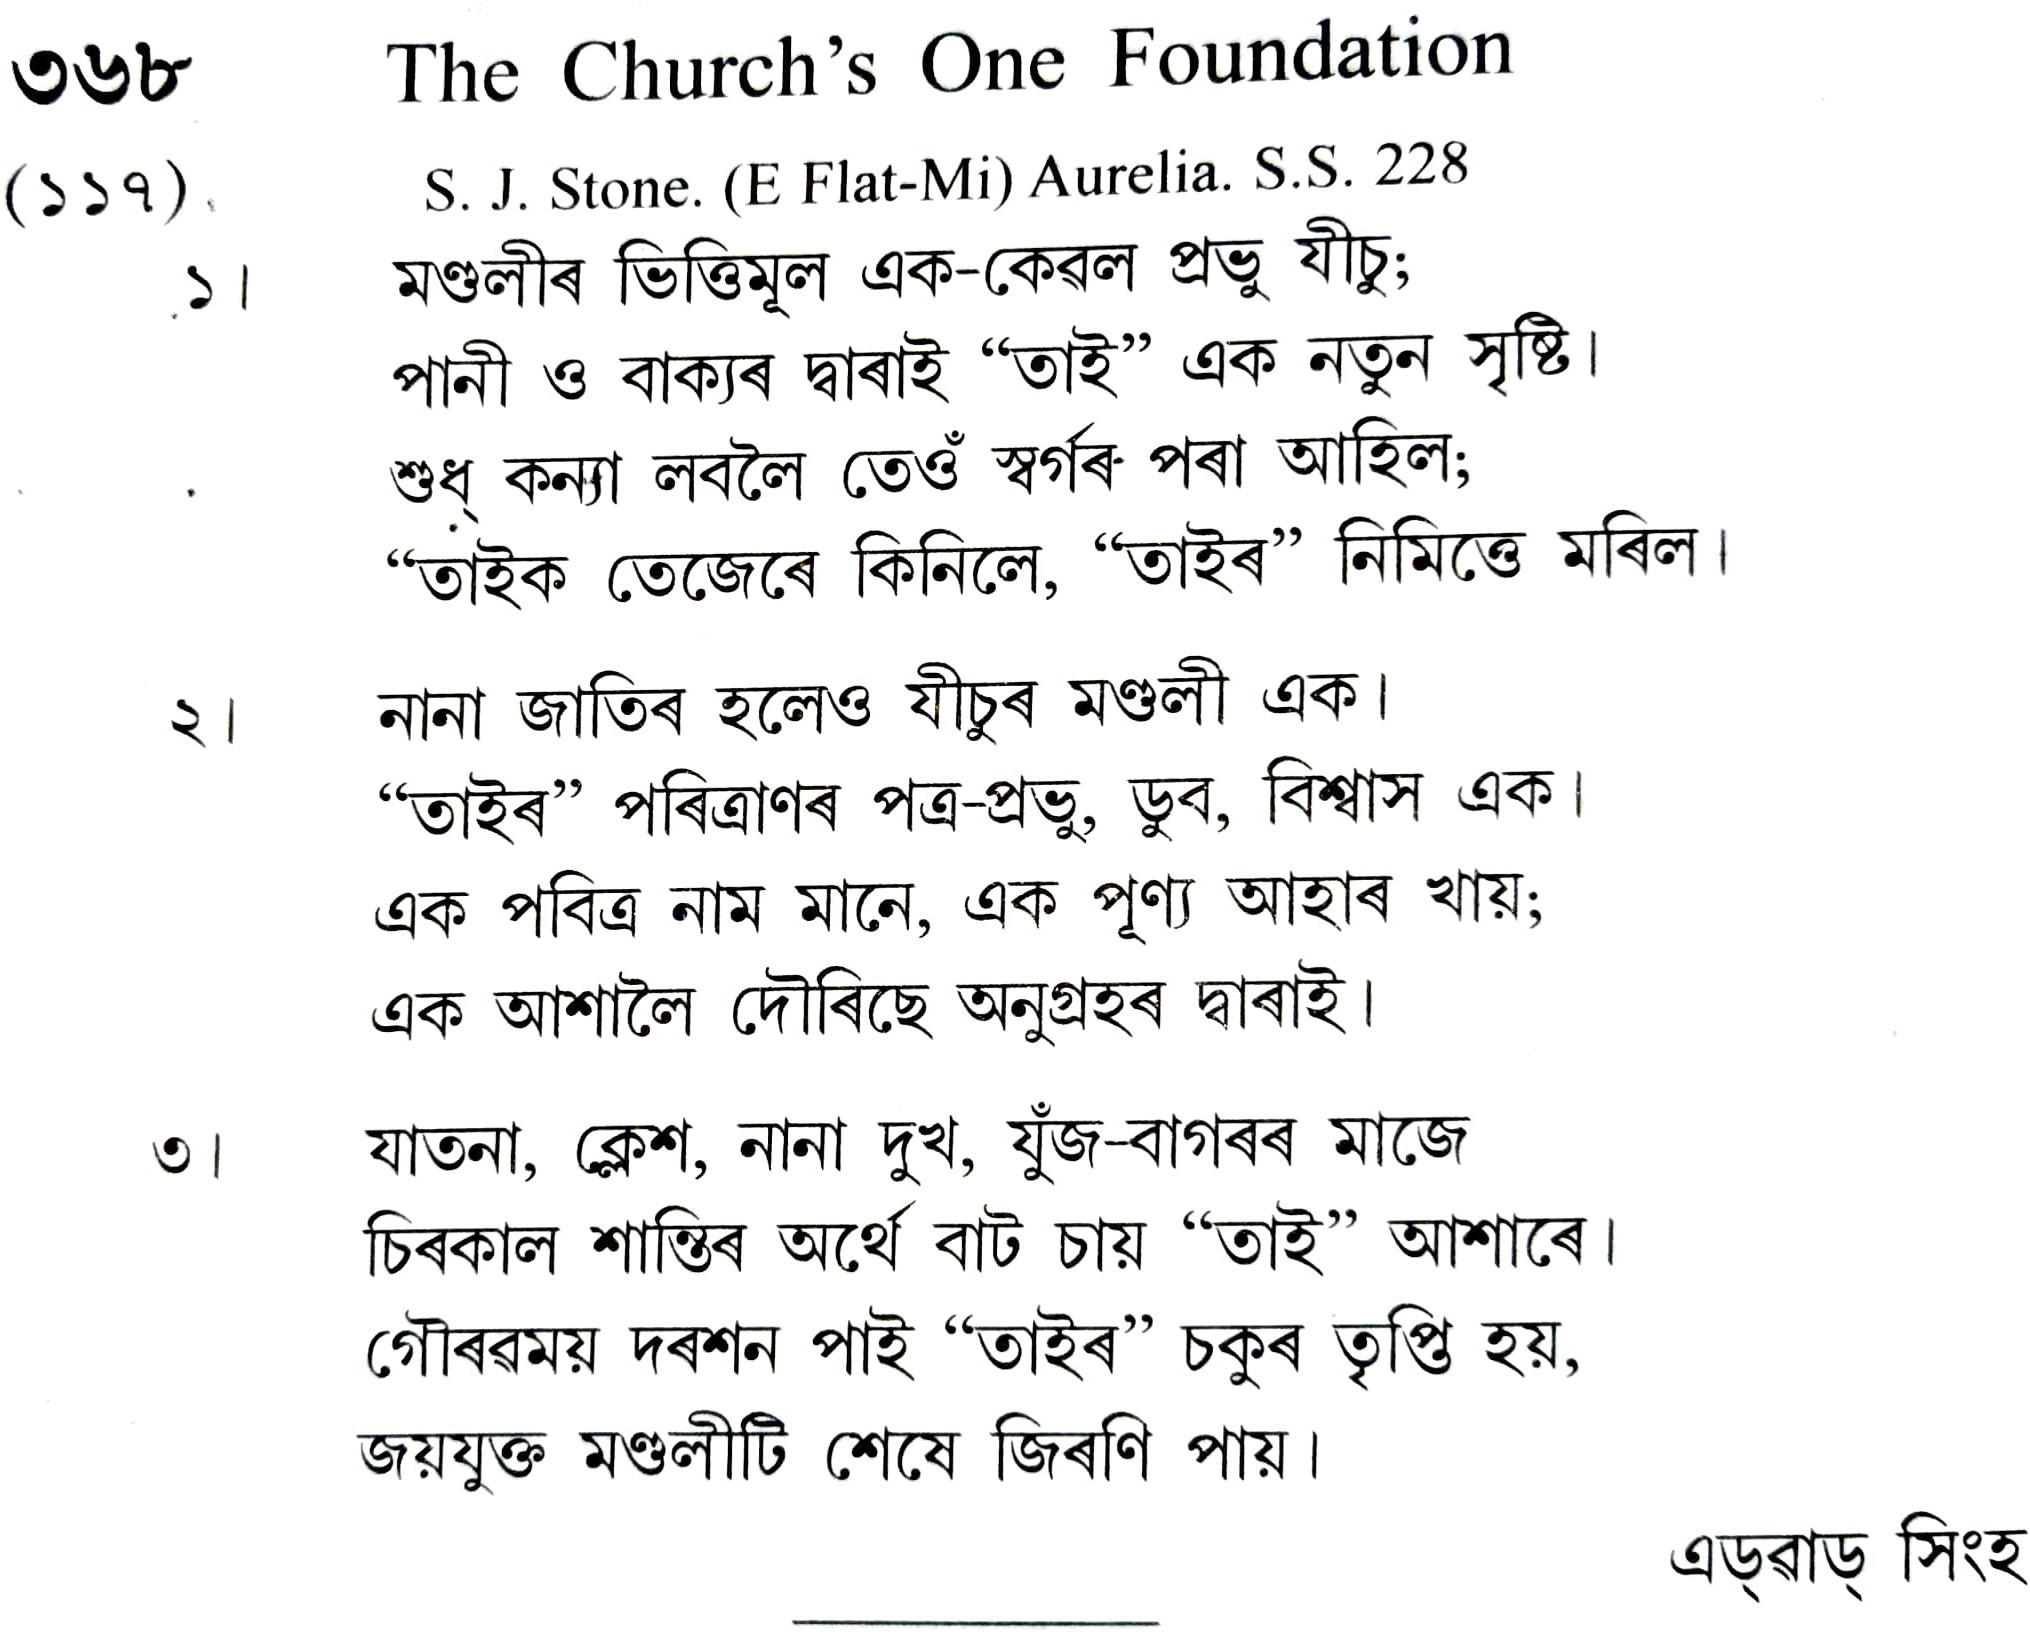 ৩৬৮ The Church’s One Foundation
(১১৭) S. J. Stone. (E Flat-Mi) Aurelia. S.S. 228
১। মণ্ডলীৰ ভিত্তিমূল এক-কেৱল প্ৰভু যীচু;
পানী ও বাক্যৰ দ্বাৰাই “তাই” এক নতুন সৃষ্টি।
শুধ্ কন্যা লবলৈ তেওঁ স্বৰ্গৰ পৰা আহিল;
“তাইক তেজেৰে কিনিলে, “তাইৰ” নিমিত্তে মৰিল।
২। নানা জাতিৰ হলেও যীচুৰ মণ্ডলী এক।
“তাইৰ” পৰিত্ৰাণৰ পত্ৰ-প্ৰভু, ডুব, বিশ্বাস এক।
এক পবিত্ৰ নাম মানে, এক পূণ্য আহাৰ খায়;
এক আশালৈ দৌৰিছে অনুগ্ৰহৰ দ্বাৰাই।
৩। যাতনা, ক্লেশ, নানা দুখ, যুঁজ-বাগৰৰ মাজে
চিৰকাল শান্তিৰ অৰ্থে বাট চায় “তাই” আশাৰে।
গৌৰৱময় দৰশন পাই “তাইৰ” চকুৰ তৃপ্তি হয়,
জয়যুক্ত মণ্ডলীটি শেষে জিৰণি পায়।
এড্ৱাড্ সিংহ